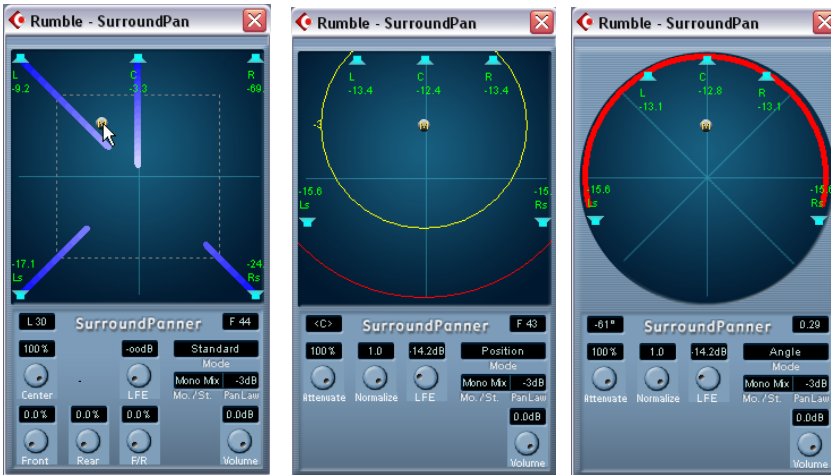 Rumble - SurroundPan
L
C
R
-9.2
-3.3
-69.
-17.1
-24.
Ls
Rs
L 30
SurroundPanner
F 44
100%
-oodB
Standard
Mode
Mono Mix
-3dB
Center
LFE
Mo./St.
PanLaw
0.0%
0.0%
0.0%
0.0dB
Front
Rear
F/R
Volume
Rumble - SurroundPan
L
C
R
-13.4
-12.4
-13.4
-3
-15.6
-15.
Ls
Rs
<C>
SurroundPanner
F 43
100%
1.0
-14.2dB
Position
Mode
Mono Mix
-3dB
Attenuate
Normalize
LFE
Mo./St.
PanLaw
0.0dB
Volume
Rumble - SurroundPan
L
C
R
-13.1
-12.8
-13.1
-15.6
-15.6
Ls
Rs
-61°
SurroundPanner
0.29
100%
1.0
-14.2dB
Angle
Mode
Mono Mix
-3dB
Attenuate
Normalize
LFE
Mo./St.
PanLaw
0.0dB
Volume